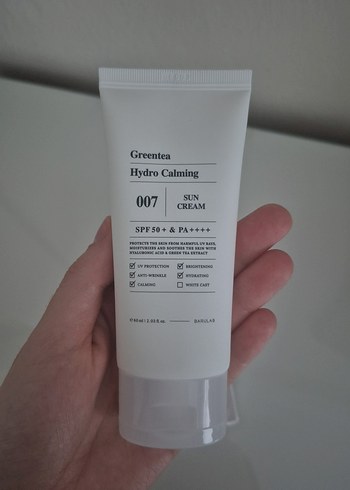 Greentea
Hydro Calming
007 SUN CREAM
SPF 50+ & PA++++
PROTECTS THE SKIN FROM HARMFUL UV RAYS,
MOISTURIZES AND SOOTHES THE SKIN WITH
HYALURONIC ACID & GREEN TEA EXTRACT
UV PROTECTION BRIGHTENING
ANTI-WRINKLE HYDRATING
CALMING WHITE CAST